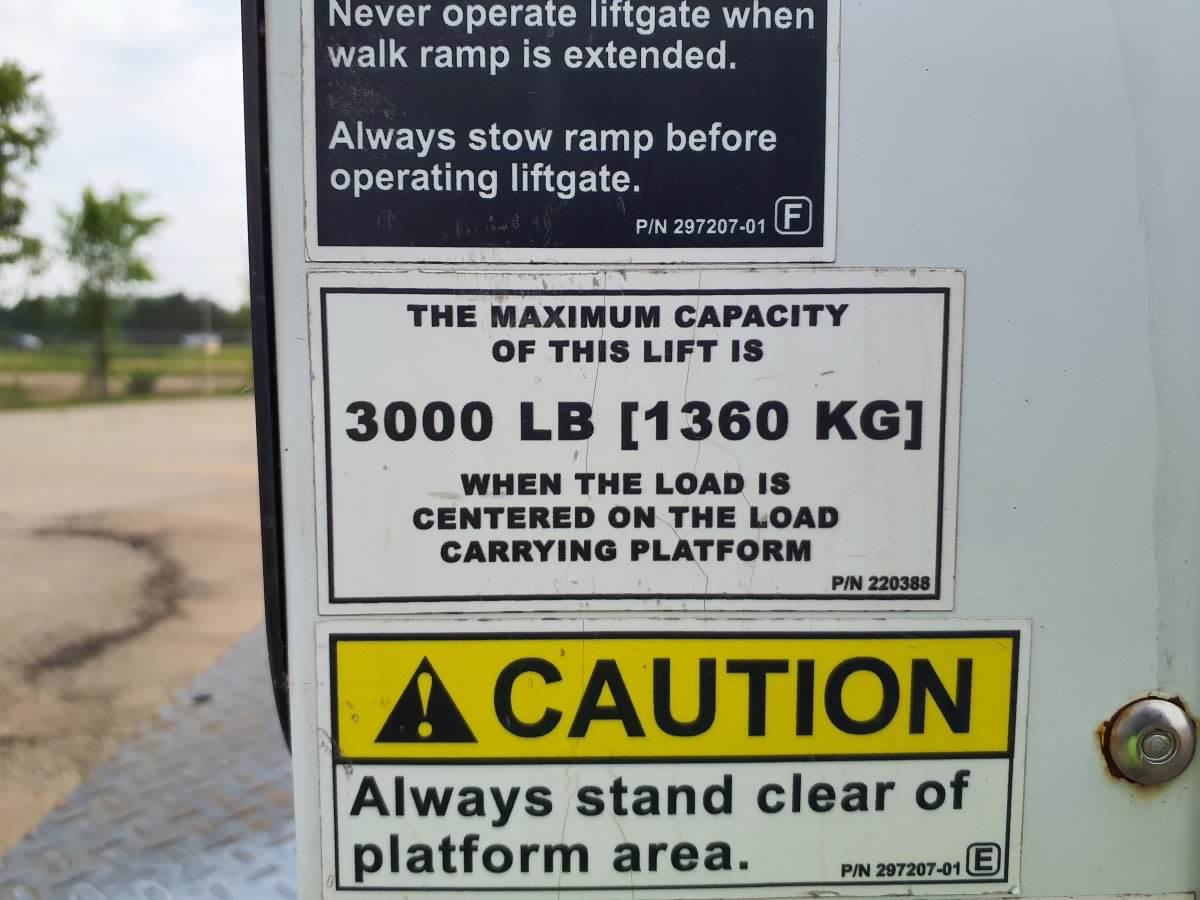 Never operate liftgate when
walk ramp is extended.
Always stow ramp before
operating liftgate.
P/N 297207-01 F
THE MAXIMUM CAPACITY
OF THIS LIFT IS
3000 LB [1360 KG]
WHEN THE LOAD IS
CENTERED ON THE LOAD
CARRYING PLATFORM
P/N 220388
CAUTION
Always stand clear of
platform area.
P/N 297207-01 E